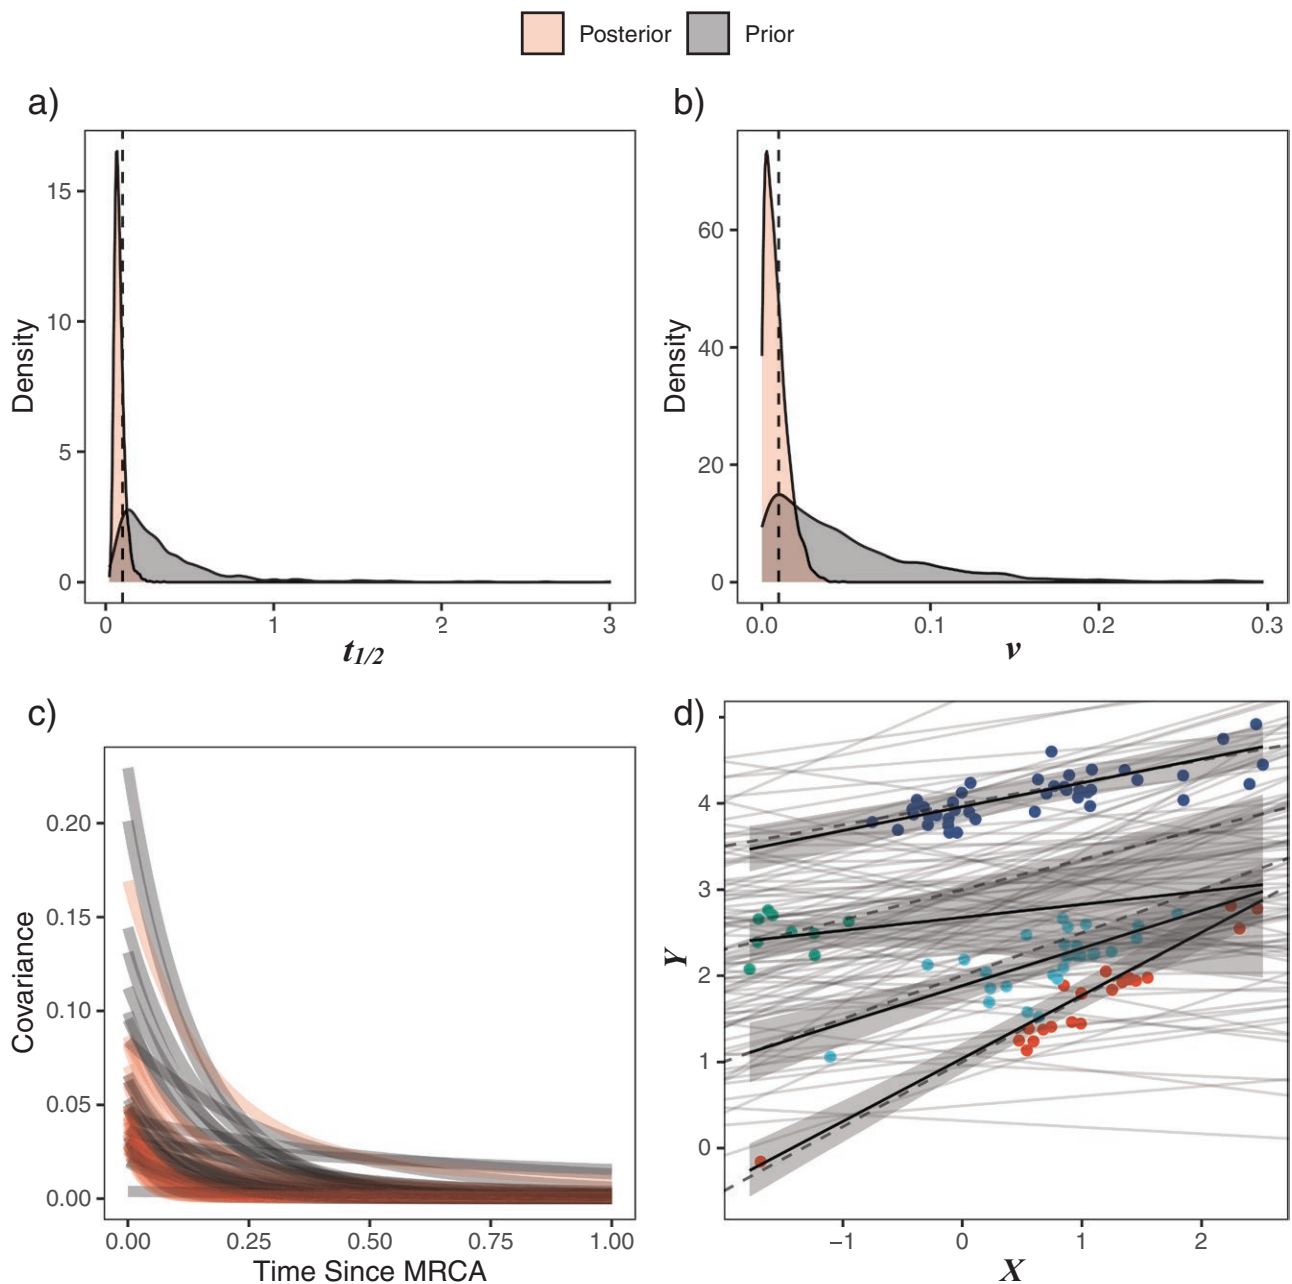 Posterior Prior
a)
15
10
5
0
Density
0 1 2 3
t1/2
b)
60
40
20
0
Density
0.0 0.1 0.2 0.3
v
c)
0.20
0.15
0.10
0.05
0.00
Covariance
0.00 0.25 0.50 0.75 1.00
Time Since MRCA
d)
4
3
2
1
0
Y
−1 0 1 2
X